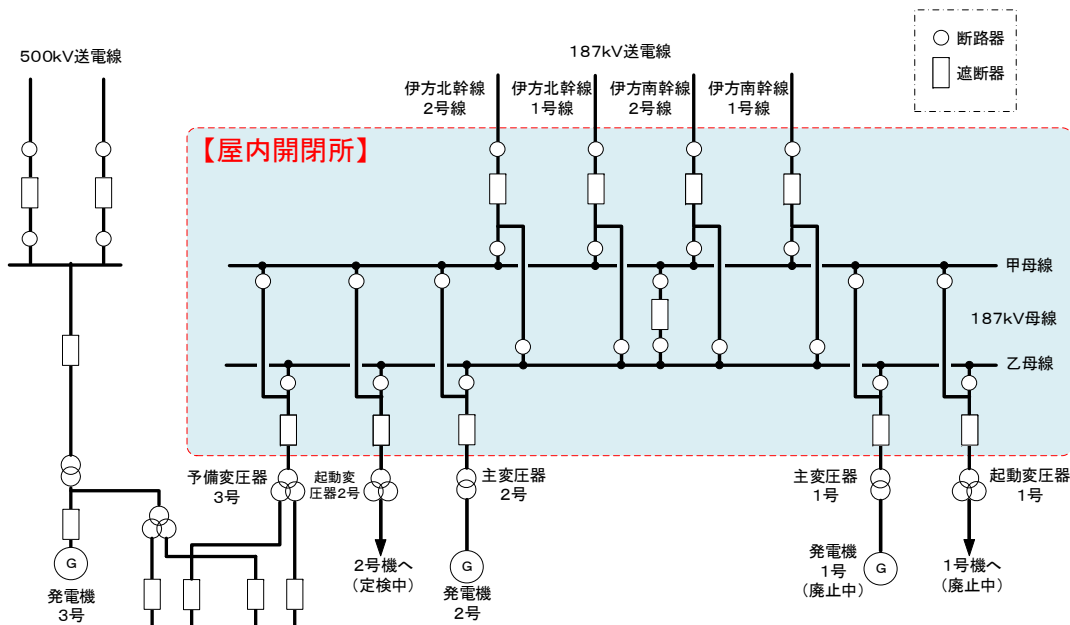 断路器
遮断器
500kV送電線
187kV送電線
伊方北幹線
2号線
伊方北幹線
1号線
伊方南幹線
2号線
伊方南幹線
1号線
【屋内開閉所】
甲母線
187kV母線
乙母線
予備変圧器
3号
起動変
圧器2号
主変圧器
2号
主変圧器
1号
起動変圧器
1号
G
発電機
3号
2号機へ
(定検中)
G
発電機
2号
発電機
1号
(廃止中)
G
1号機へ
(廃止中)